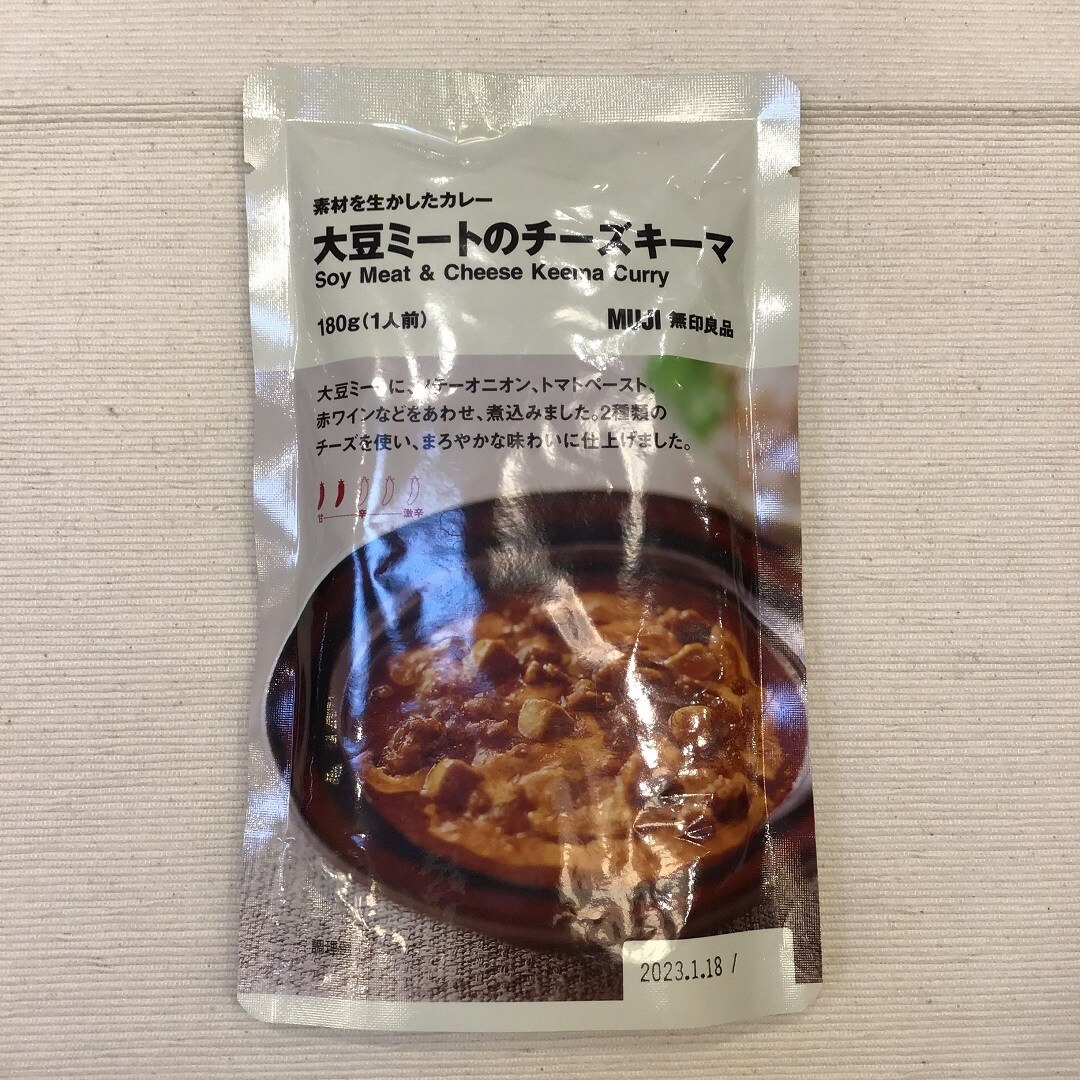 素材を生かしたカレー
大豆ミートのチーズキーマ
Soy Meat & Cheese Keema Curry
180g(1人前)
MUJI 無印良品
大豆ミートに、ソテーオニオン、トマトペースト、
赤ワインなどをあわせ、煮込みました。2種類の
チーズを使い、まろやかな味わいに仕上げました。
甘 辛 激辛
調理例
2023.1.18 /